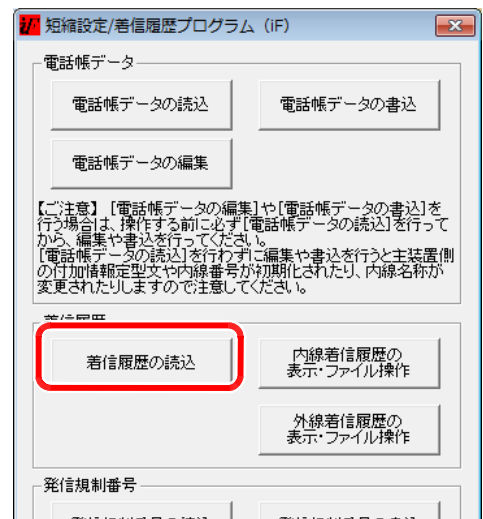 短縮設定/着信履歴プログラム (iF)
電話帳データ
電話帳データの読込
電話帳データの書込
電話帳データの編集
【ご注意】 [電話帳データの編集]や[電話帳データの書込]を
行う場合は、操作する前に必ず[電話帳データの読込]を行って
から、編集や書込を行ってください。
[電話帳データの読込]を行わずに編集や書込を行うと主装置側
の付加情報定型文や内線番号が初期化されたり、内線名称が
変更されたりしますので注意してください。
着信履歴
着信履歴の読込
内線着信履歴の
表示・ファイル操作
外線着信履歴の
表示・ファイル操作
発信規制番号